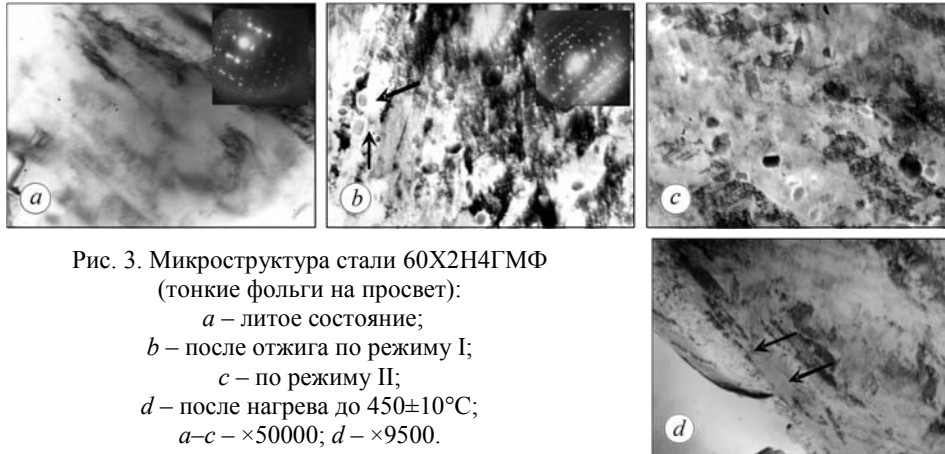 a
b
c
Рис. 3. Микроструктура стали 60Х2Н4ГМФ
(тонкие фольги на просвет):
a – литое состояние;
b – после отжига по режиму I;
c – по режиму II;
d – после нагрева до 450±10°С;
a–c – ×50000; d – ×9500.
d